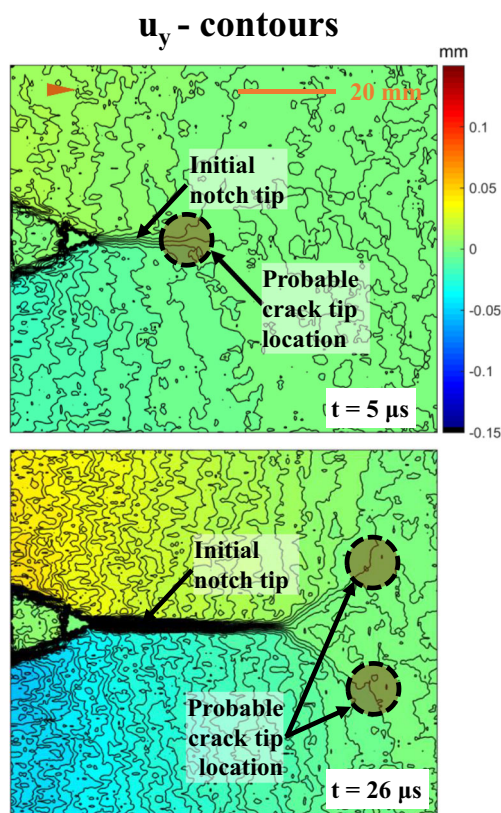 u_y - contours
mm
20 min
0.1
Initial
notch tip
0.05
0
Probable
crack tip
location
-0.05
-0.1
t = 5 μs
-0.15
Initial
notch tip
Probable
crack tip
location
t = 26 μs